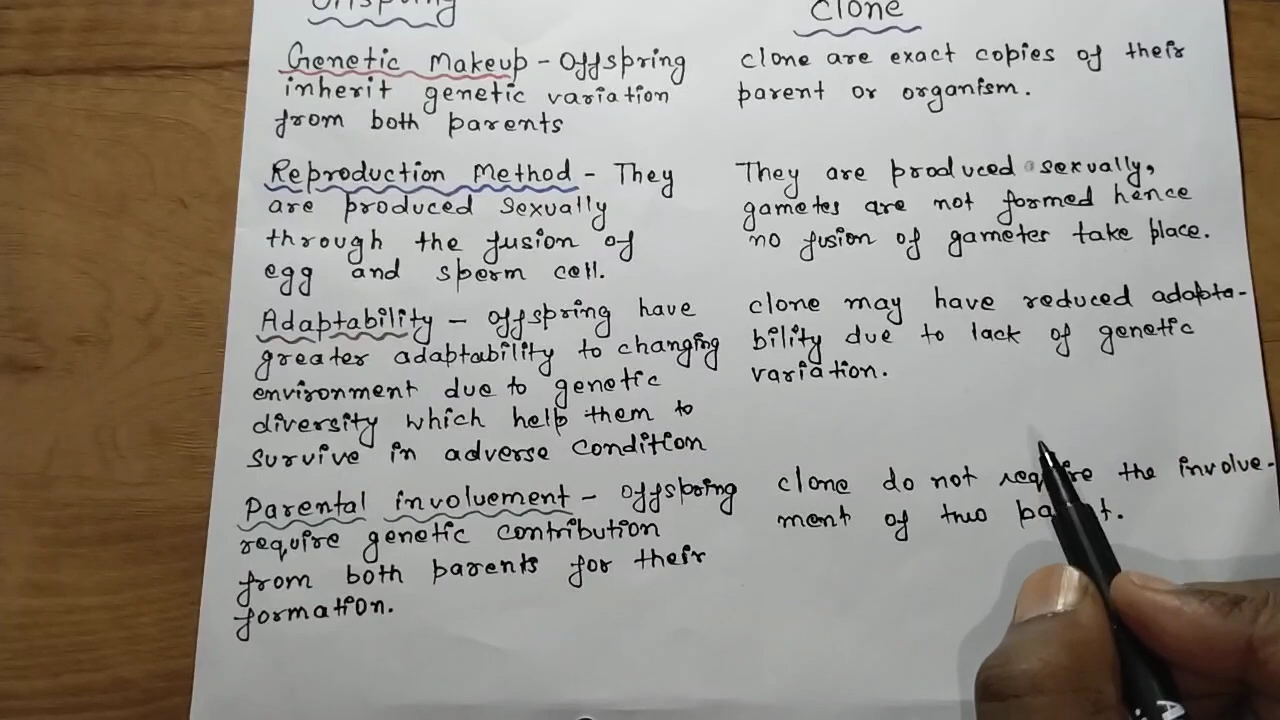 Offspring
Clone
Genetic Makeup - Offspring
inherit genetic variation
from both parents
clone are exact copies of their
parent or organism.
Reproduction Method - They
are produced sexually
through the fusion of
egg and sperm cell.
They are produced sexually,
gametes are not formed hence
no fusion of gametes take place.
Adaptability - offspring have
greater adaptability to changing
environment due to genetic
diversity which help them to
survive in adverse condition
clone may have reduced adapta-
bility due to lack of genetic
variation.
Parental involvement - offspring
require genetic contribution
from both parents for their
formation.
clone do not require the involve-
ment of two parent.